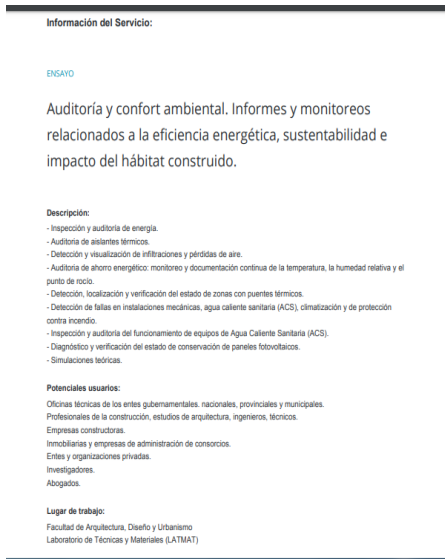 Información del Servicio:
ENSAYO
Auditoría y confort ambiental. Informes y monitoreos
relacionados a la eficiencia energética, sustentabilidad e
impacto del hábitat construido.
Descripción:
- Inspección y auditoría de energía.
- Auditoria de aislantes térmicos.
- Detección y visualización de infiltraciones y pérdidas de aire.
- Auditoria de ahorro energético: monitoreo y documentación continua de la temperatura, la humedad relativa y el
punto de rocío.
- Detección, localización y verificación del estado de zonas con puentes térmicos.
- Detección de fallas en instalaciones mecánicas, agua caliente sanitaria (ACS), climatización y de protección
contra incendio.
- Inspección y auditoría del funcionamiento de equipos de Agua Caliente Sanitaria (ACS).
- Diagnóstico y verificación del estado de conservación de paneles fotovoltaicos.
- Simulaciones teóricas.
Potenciales usuarios:
Oficinas técnicas de los entes gubernamentales. nacionales, provinciales y municipales.
Profesionales de la construcción, estudios de arquitectura, ingenieros, técnicos.
Empresas constructoras.
Inmobiliarias y empresas de administración de consorcios.
Entes y organizaciones privadas.
Investigadores.
Abogados.
Lugar de trabajo:
Facultad de Arquitectura, Diseño y Urbanismo
Laboratorio de Técnicas y Materiales (LATMAT)